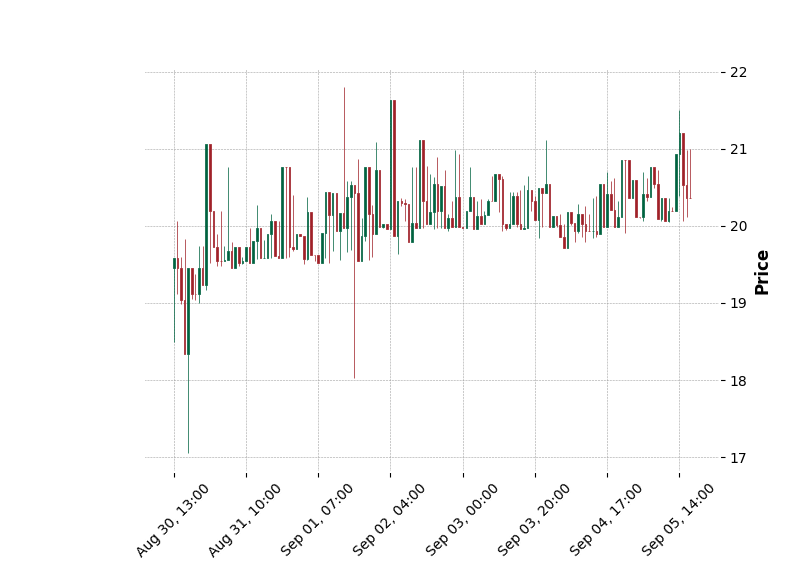 22
21
20
19
18
17
Price
Aug 30, 13:00
Aug 31, 10:00
Sep 01, 07:00
Sep 02, 04:00
Sep 03, 00:00
Sep 03, 20:00
Sep 04, 17:00
Sep 05, 14:00